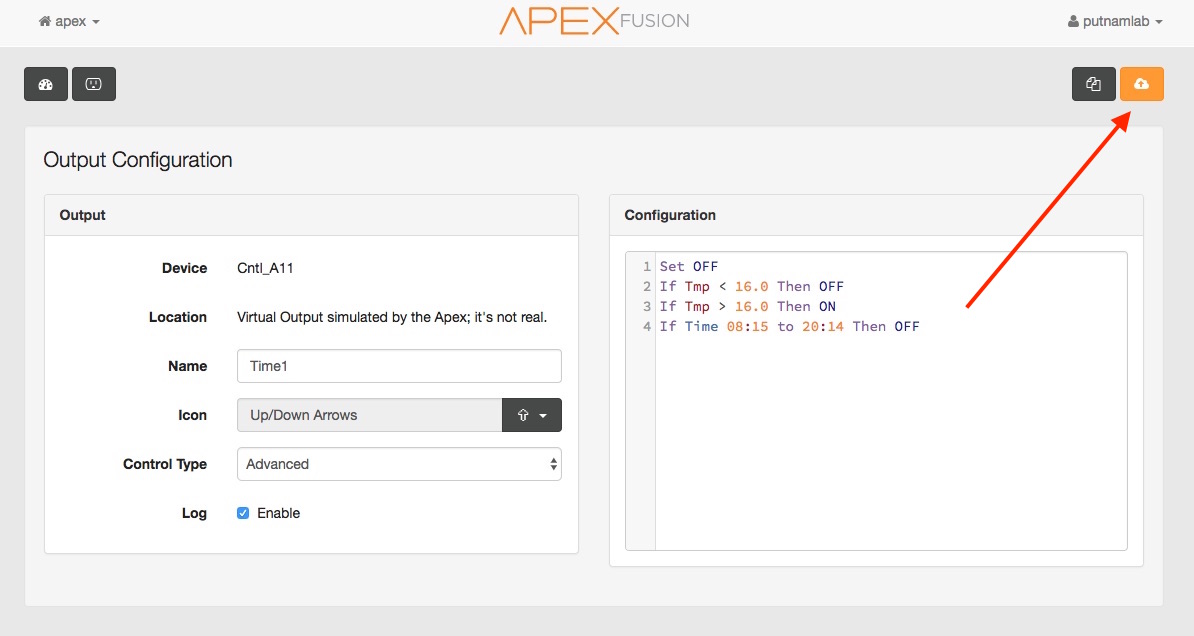 apex
APEX FUSION
putnamlab
Output Configuration
Output
Device Cntl_A11
Location Virtual Output simulated by the Apex; it's not real.
Name Time1
Icon Up/Down Arrows
Control Type Advanced
Log Enable
Configuration
1 Set OFF
2 If Tmp < 16.0 Then OFF
3 If Tmp > 16.0 Then ON
4 If Time 08:15 to 20:14 Then OFF